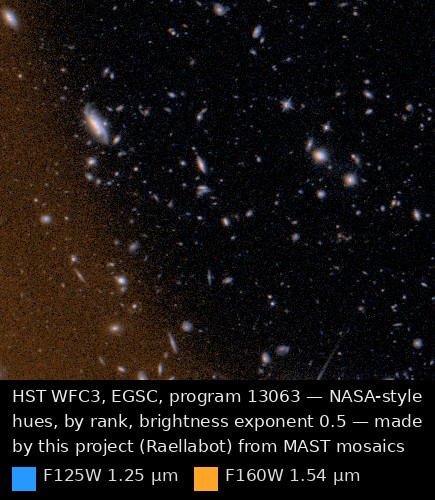 HST WFC3, EGSC, program 13063 — NASA-style
hues, by rank, brightness exponent 0.5 — made
by this project (Raellabot) from MAST mosaics
F125W 1.25 μm F160W 1.54 μm